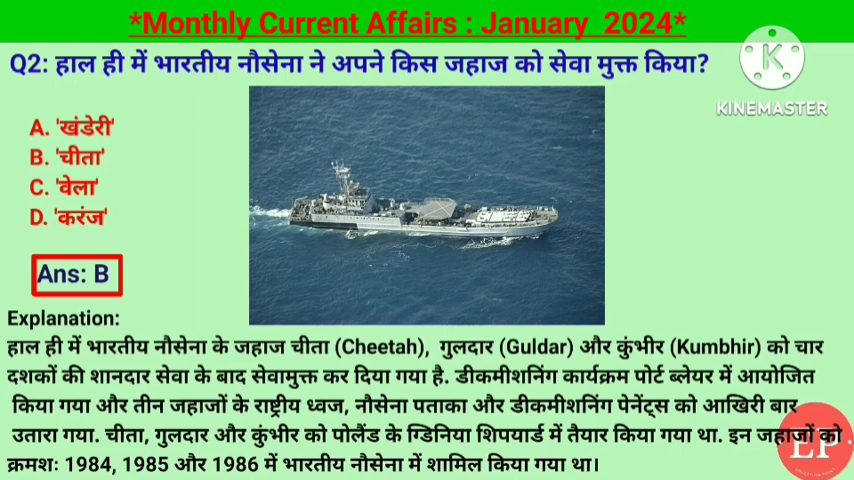 *Monthly Current Affairs : January 2024*
Q2: हाल ही में भारतीय नौसेना ने अपने किस जहाज को सेवा मुक्त किया?
K
KINEMASTER
A. 'खंडेरी'
B. 'चीता'
C. 'वेला'
D. 'करंज'
Ans: B
Explanation:
हाल ही में भारतीय नौसेना के जहाज चीता (Cheetah), गुलदार (Guldar) और कुंभीर (Kumbhir) को चार
दशकों की शानदार सेवा के बाद सेवामुक्त कर दिया गया है. डीकमीशनिंग कार्यक्रम पोर्ट ब्लेयर में आयोजित
किया गया और तीन जहाजों के राष्ट्रीय ध्वज, नौसेना पताका और डीकमीशनिंग पेनेंट्स को आखिरी बार
उतारा गया. चीता, गुलदार और कुंभीर को पोलैंड के ग्डिनिया शिपयार्ड में तैयार किया गया था. इन जहाजों को
क्रमशः 1984, 1985 और 1986 में भारतीय नौसेना में शामिल किया गया था।
EP